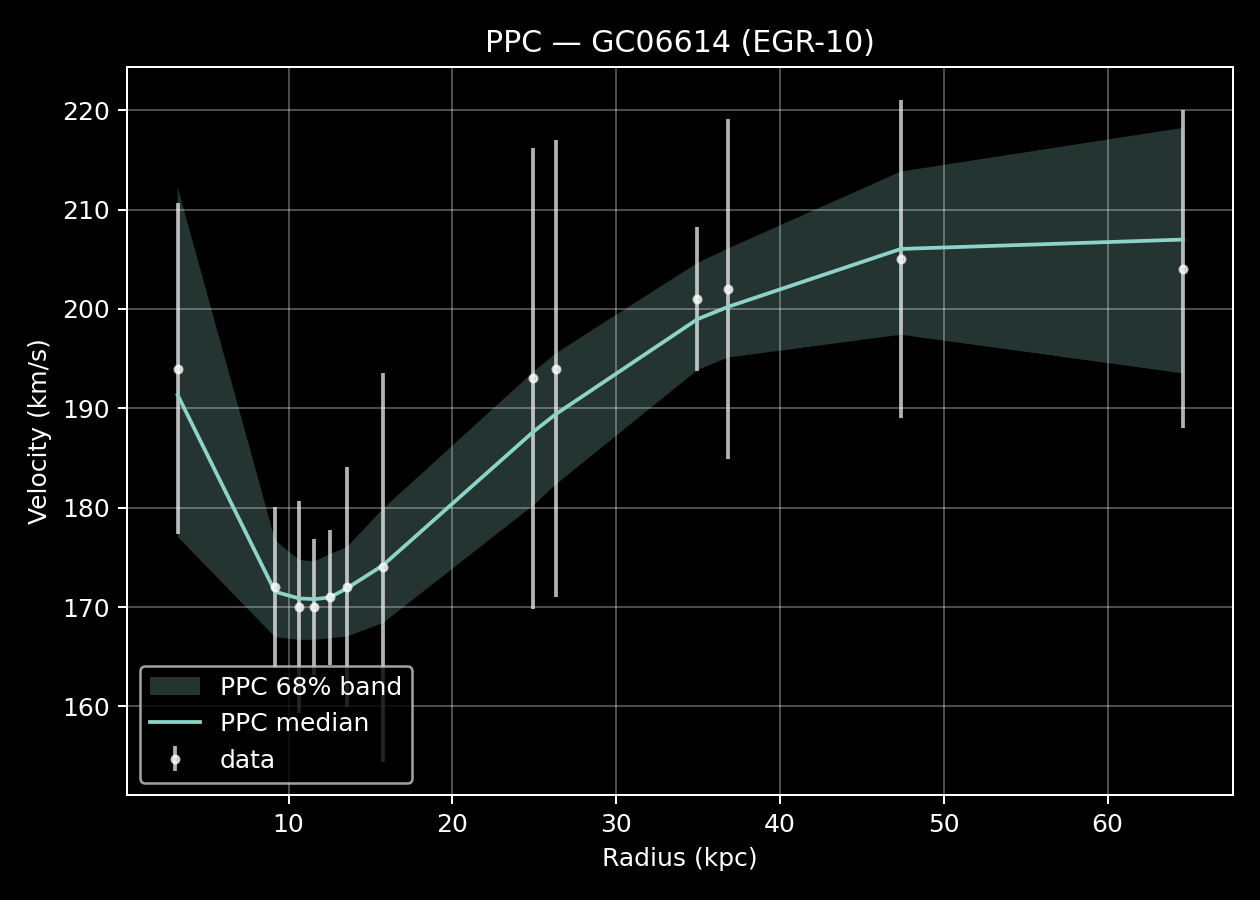 PPC — GC06614 (EGR-10)
220
210
200
190
180
170
160
Velocity (km/s)
PPC 68% band
PPC median
data
10
20
30
40
50
60
Radius (kpc)